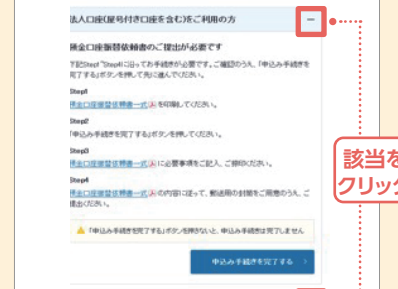 法人口座(屋号付き口座を含む)をご利用の方
預金口座振替依頼書のご提出が必要です
下記Step1~Step4に沿ってお手続きが必要です。ご確認のうえ、「申込み手続きを
完了する」ボタンを押して先に進んでください。
Step1
預金口座振替依頼書一式を印刷してください。
Step2
「申込み手続きを完了する」ボタンを押してください。
Step3
預金口座振替依頼書一式に必要事項をご記入、ご捺印ください。
Step4
預金口座振替依頼書一式の内容に従って、郵送用の封筒をご用意のうえ、ご
提出ください。
「申込み手続きを完了する」ボタンを押さないと、申込み手続きは完了しません
申込み手続きを完了する
該当を
クリック